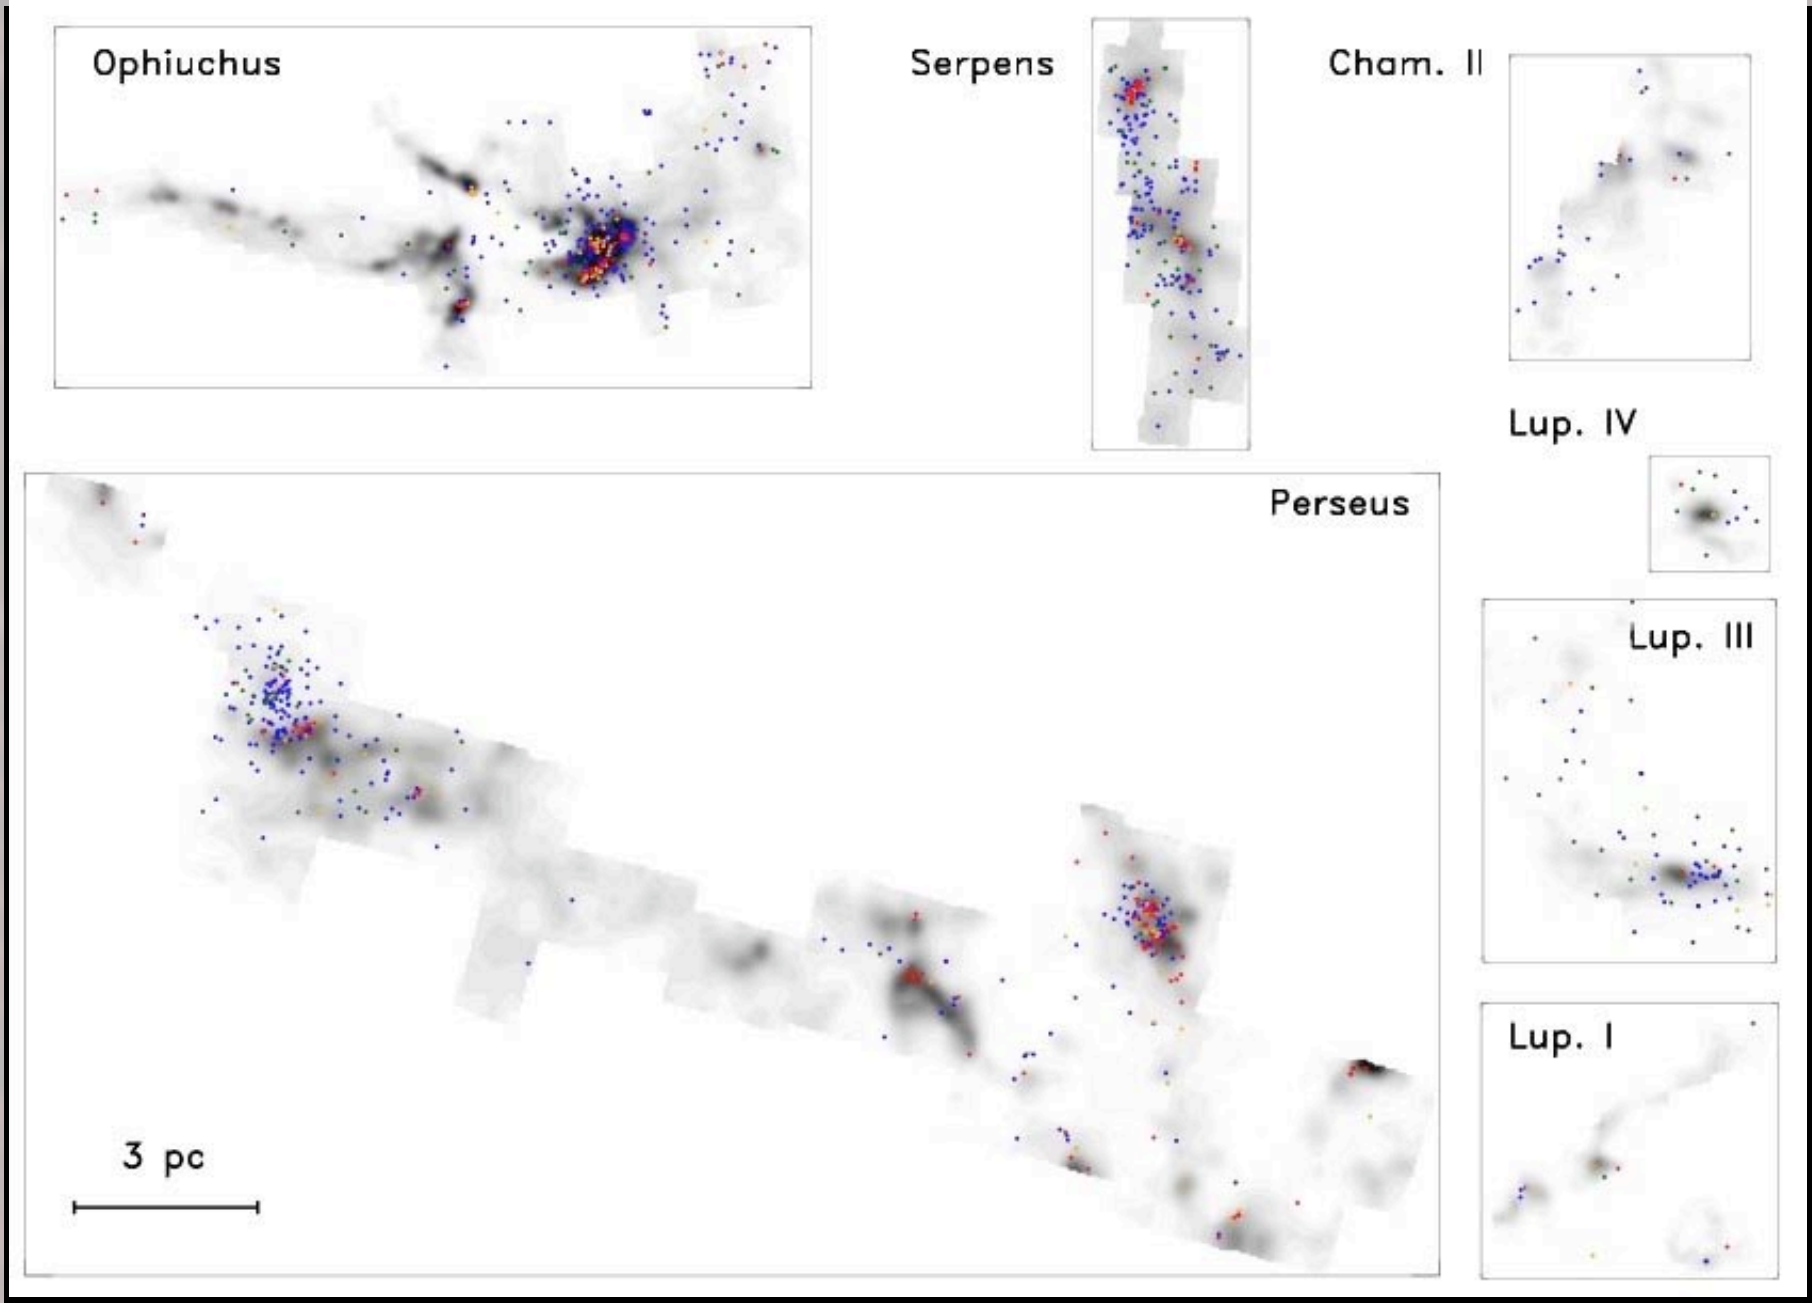 Ophiuchus
Serpens
Cham. II
Lup. IV
Perseus
Lup. III
Lup. I
3 pc